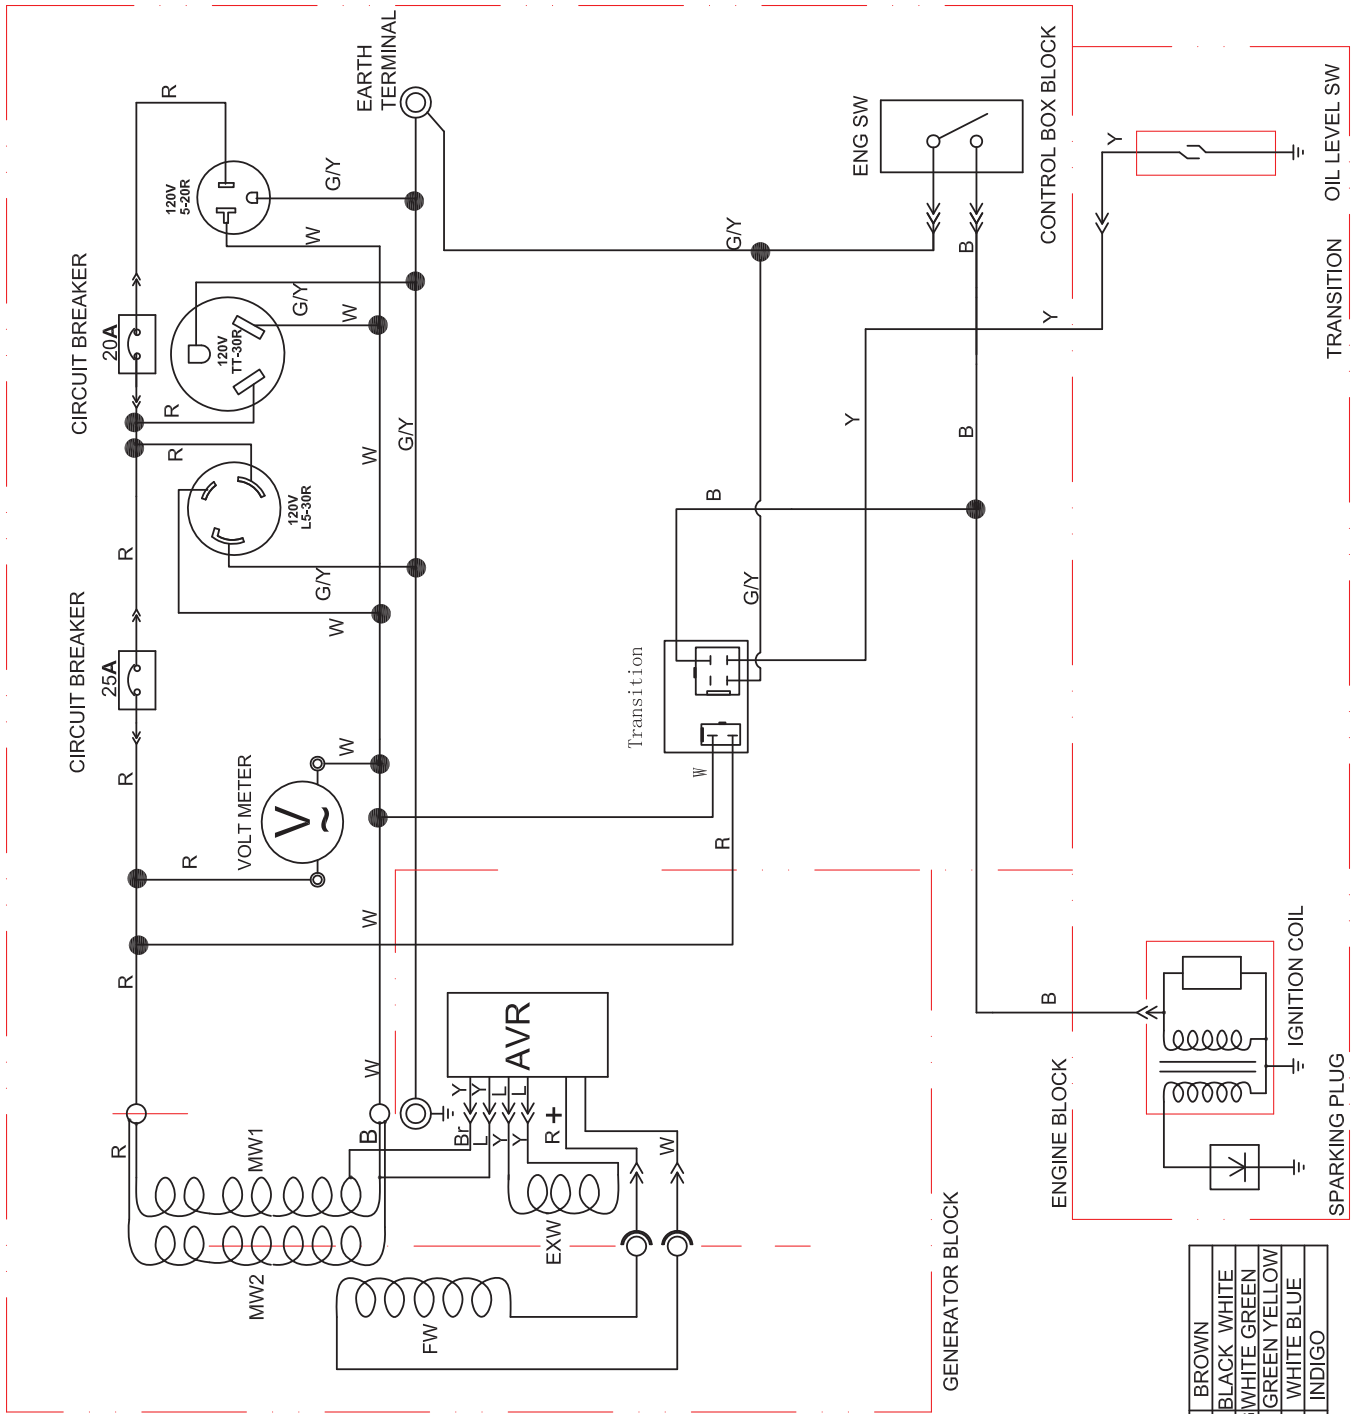 EARTH
TERMINAL
R
120V
5-20R
G/Y
W
CIRCUIT BREAKER
20A
G/Y
W
120V
TT-30R
R
R
120V
L5-30R
G/Y
W
R
W
G/Y
CIRCUIT BREAKER
25A
R
VOLT METER
V
~
W
R
W
R
W
ENG SW
CONTROL BOX BLOCK
G/Y
B
Y
Y
B
Y
B
G/Y
OIL LEVEL SW
TRANSITION
Transition
W
R
B
AVR
Y
Y
L
L
Br
L
Y
Y
R
+
W
R
B
MW1
MW2
EXW
FW
GENERATOR BLOCK
ENGINE BLOCK
IGNITION COIL
SPARKING PLUG
BROWN
BLACK WHITE
WHITE GREEN
GREEN YELLOW
WHITE BLUE
INDIGO